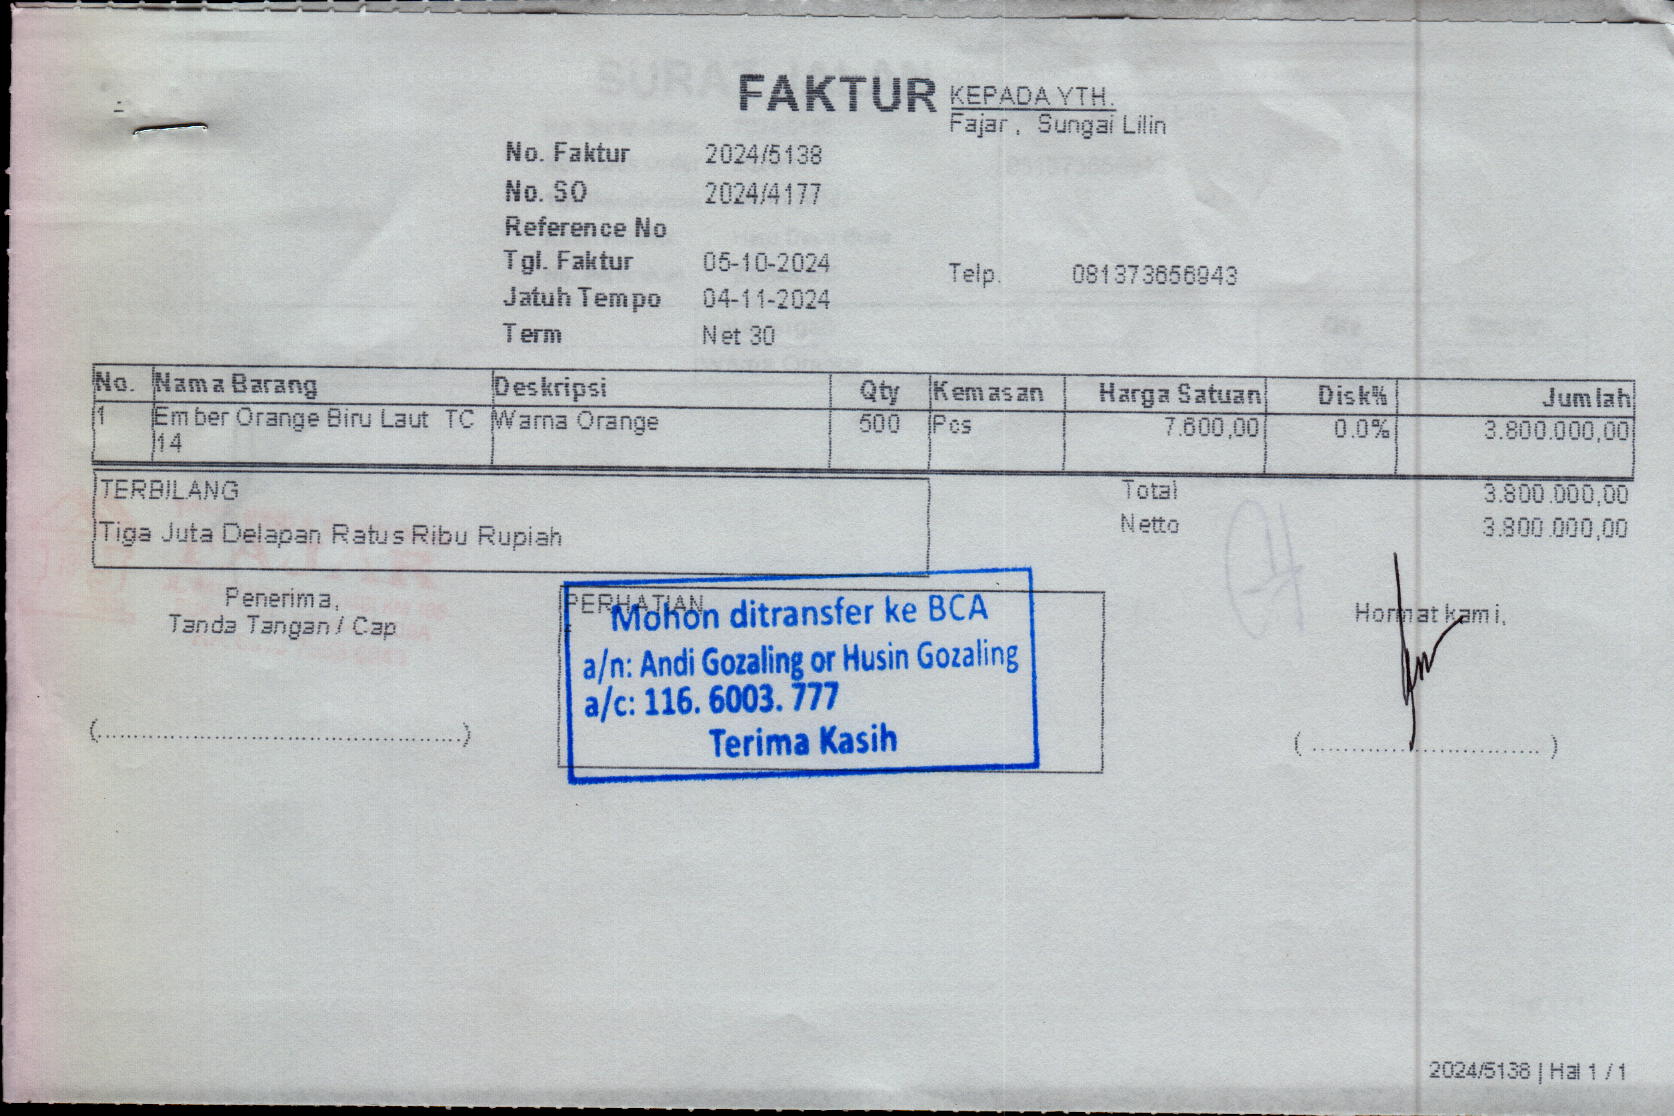 FAKTUR
KEPADA YTH.
Fajar, Sungai Lilin
No. Faktur 2024/5138
No. SO 2024/4177
Reference No
Tgl. Faktur 05-10-2024
Telp. 081373656943
Jatuh Tempo 04-11-2024
Term Net 30
No. Nama Barang Deskripsi Qty Kemasan Harga Satuan Disk% Jumlah
1 Ember Orange Biru Laut TC Warna Orange 500 Pcs 7.600,00 0.0% 3.800.000,00
14
TERBILANG
Total 3.800.000,00
Tiga Juta Delapan Ratus Ribu Rupiah
Netto 3.800.000,00
Penerima,
Tanda Tangan / Cap
PERHATIAN
Mohon ditransfer ke BCA
a/n: Andi Gozaling or Husin Gozaling
a/c: 116. 6003. 777
Terima Kasih
Hormat kami,
(..................................................)
( ................................ )
2024/5138 | Hal 1 / 1